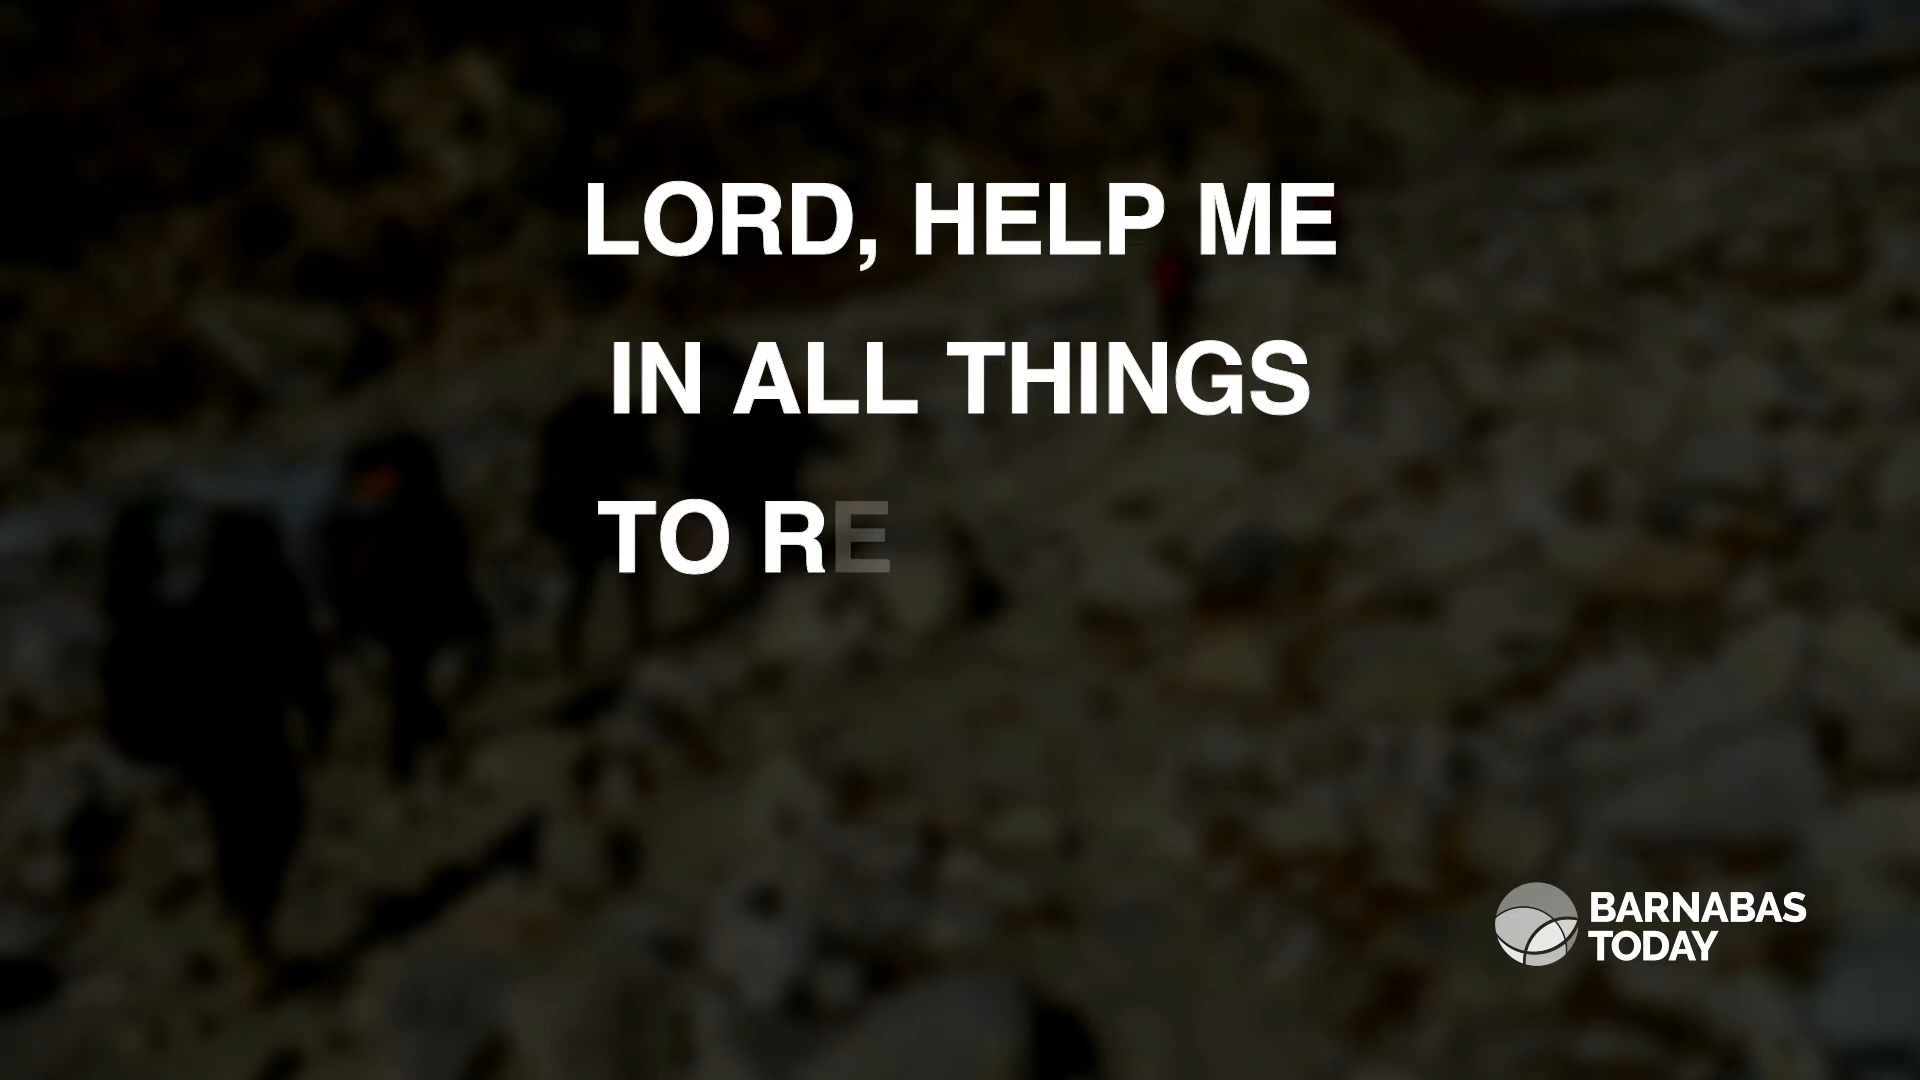 LORD, HELP ME
IN ALL THINGS
TO RE
BARNABAS
TODAY